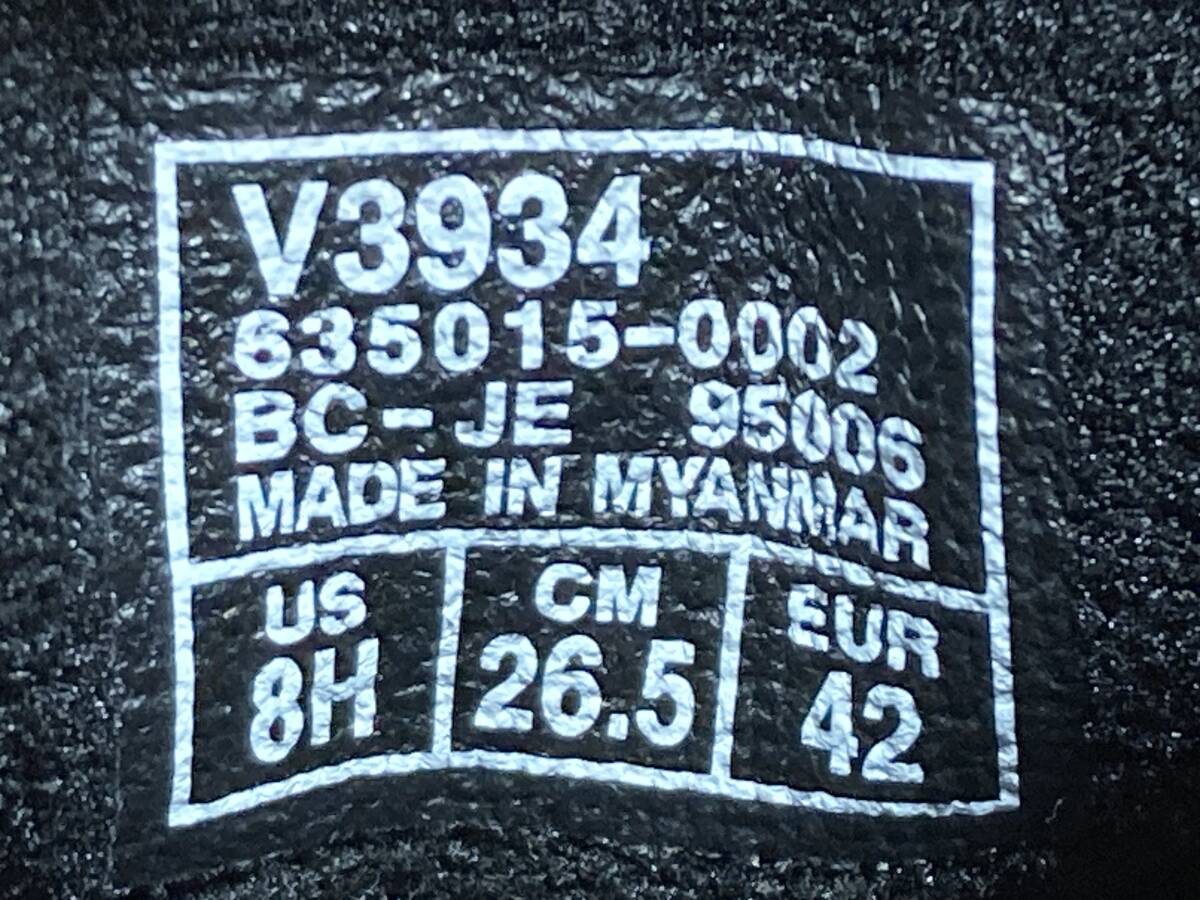 V3934
635015-0002
BC-JE 95006
MADE IN MYANMAR
US CM EUR
8H 26.5 42